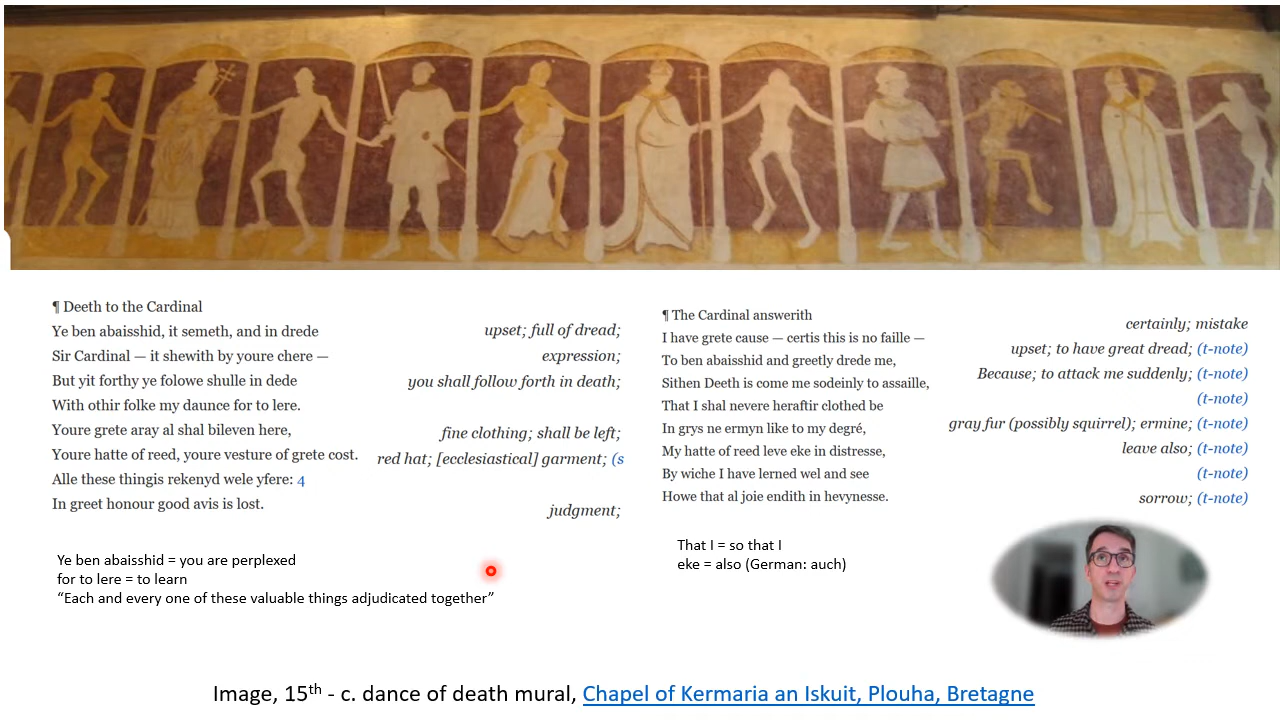 ¶ Deeth to the Cardinal
Ye ben abaisshid, it semeth, and in drede
upset; full of dread;
Sir Cardinal — it shewith by youre chere —
expression;
But yit forthy ye folowe shulle in dede
you shall follow forth in death;
With othir folke my daunce for to lere.
Youre grete aray al shal bileven here,
fine clothing; shall be left;
Youre hatte of reed, youre vesture of grete cost.
red hat; [ecclesiastical] garment; (s
Alle these thingis rekenyd wele yfere: 4
In greet honour good avis is lost.
judgment;
Ye ben abaisshid = you are perplexed
for to lere = to learn
“Each and every one of these valuable things adjudicated together”
¶ The Cardinal answerith
I have grete cause — certis this is no faille —
certainly; mistake
To ben abaisshid and greetly drede me,
upset; to have great dread; (t-note)
Sithen Deeth is come me sodeinly to assaille,
Because; to attack me suddenly; (t-note)
That I shal nevere heraftir clothed be
(t-note)
In grys ne ermyn like to my degré,
gray fur (possibly squirrel); ermine; (t-note)
My hatte of reed leve eke in distresse,
leave also; (t-note)
By wiche I have lerned wel and see
(t-note)
Howe that al joie endith in hevynesse.
sorrow; (t-note)
That I = so that I
eke = also (German: auch)
Image, 15th - c. dance of death mural, Chapel of Kermaria an Iskuit, Plouha, Bretagne